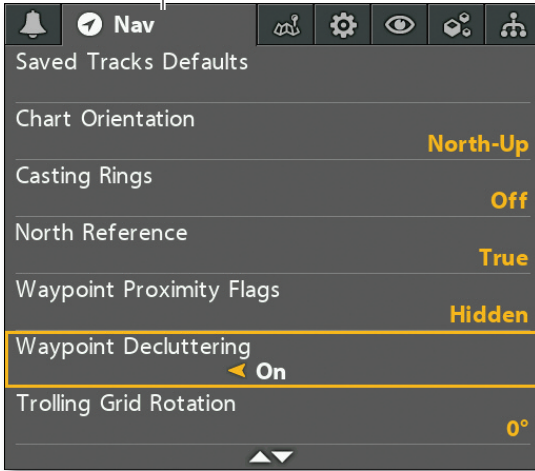 Nav
Saved Tracks Defaults
Chart Orientation
North-Up
Casting Rings
Off
North Reference
True
Waypoint Proximity Flags
Hidden
Waypoint Decluttering
On
Trolling Grid Rotation
0°